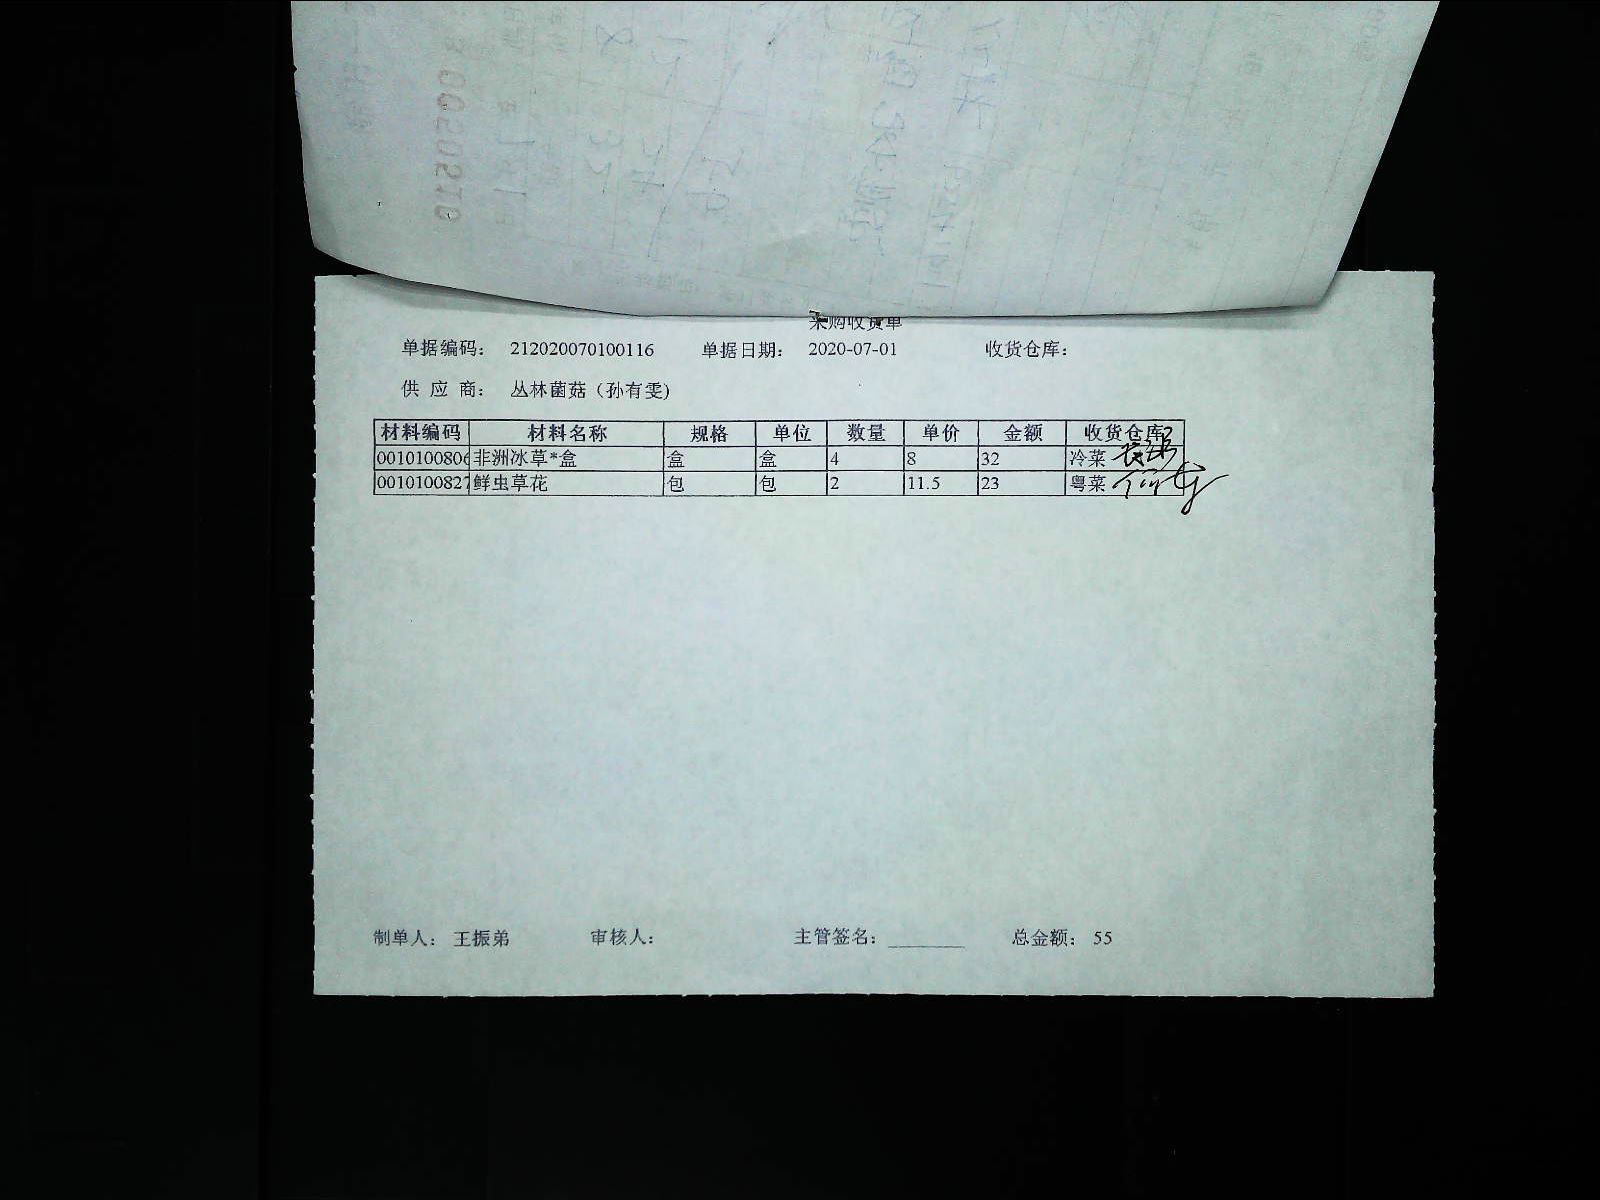 采购收货单
单据编码： 212020070100116 单据日期： 2020-07-01 收货仓库：
供 应 商： 丛林菌菇（孙有雯)
材料编码 材料名称 规格 单位 数量 单价 金额 收货仓库
0010100806 非洲冰草*盒 盒 盒 4 8 32 冷菜
0010100827 鲜虫草花 包 包 2 11.5 23 粤菜
制单人： 王振弟 审核人： 主管签名： ________ 总金额： 55